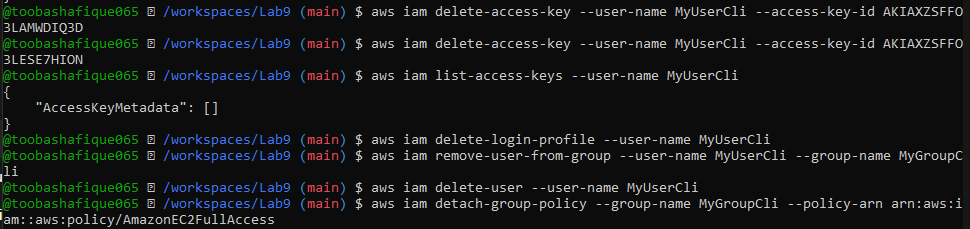 @toobashafique065 /workspaces/Lab9 (main) $ aws iam delete-access-key --user-name MyUserCli --access-key-id AKIAXZSFFO
3LAMWDIQ3D
@toobashafique065 /workspaces/Lab9 (main) $ aws iam delete-access-key --user-name MyUserCli --access-key-id AKIAXZSFFO
3LESE7HION
@toobashafique065 /workspaces/Lab9 (main) $ aws iam list-access-keys --user-name MyUserCli
{
    "AccessKeyMetadata": []
}
@toobashafique065 /workspaces/Lab9 (main) $ aws iam delete-login-profile --user-name MyUserCli
@toobashafique065 /workspaces/Lab9 (main) $ aws iam remove-user-from-group --user-name MyUserCli --group-name MyGroupC
li
@toobashafique065 /workspaces/Lab9 (main) $ aws iam delete-user --user-name MyUserCli
@toobashafique065 /workspaces/Lab9 (main) $ aws iam detach-group-policy --group-name MyGroupCli --policy-arn arn:aws:i
am::aws:policy/AmazonEC2FullAccess